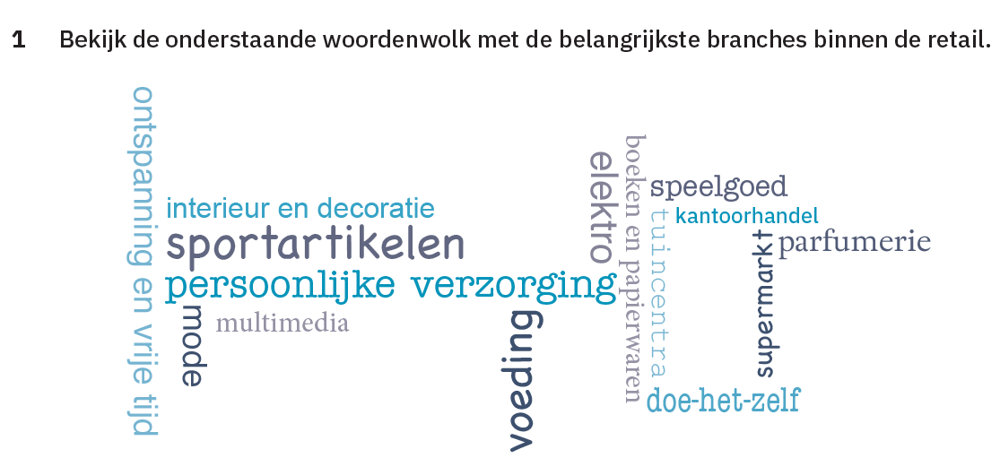 1 Bekijk de onderstaande woordenwolk met de belangrijkste branches binnen de retail.
ontspanning en vrije tijd
interieur en decoratie
sportartikelen
persoonlijke verzorging
mode
multimedia
voeding
elektro
boeken en papierwaren
speelgoed
tuincentra
kantoorhandel
supermarkt
parfumerie
doe-het-zelf